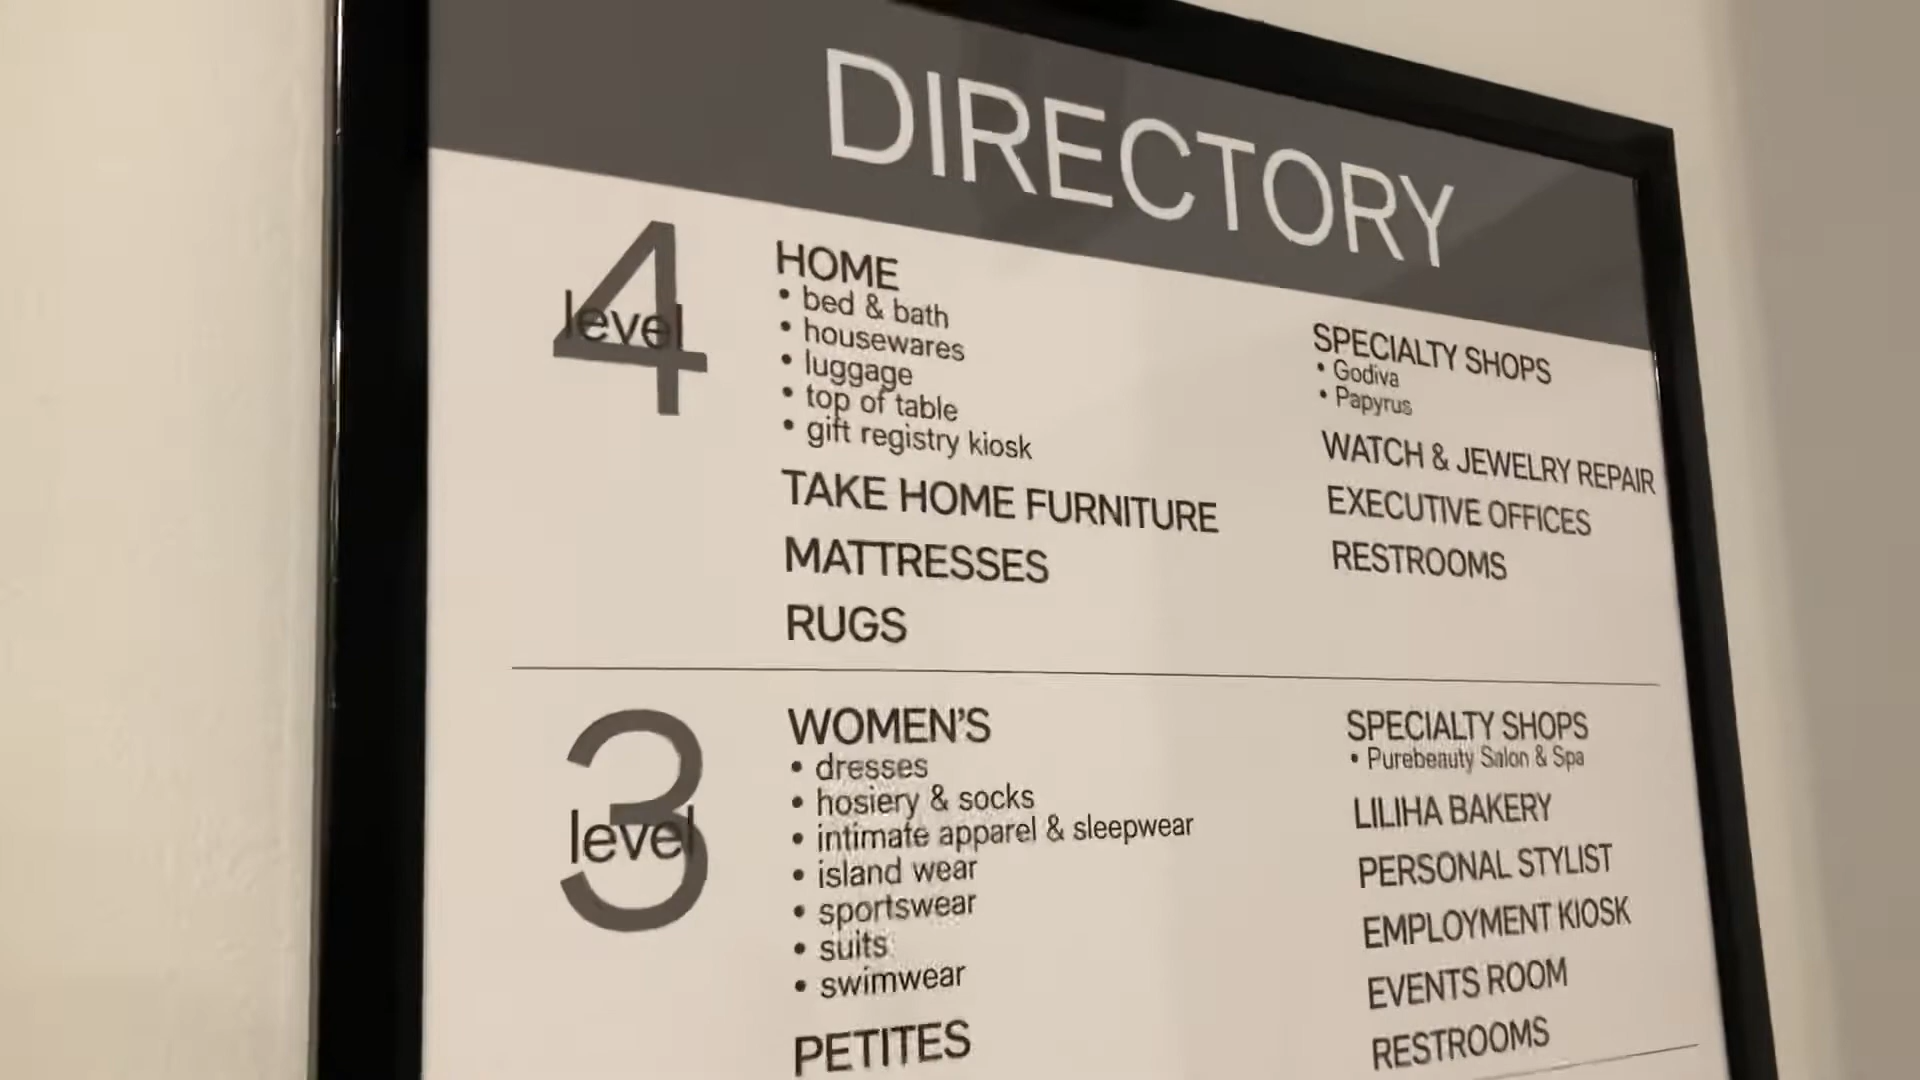 DIRECTORY
4
level
HOME
• bed & bath
• housewares
• luggage
• top of table
• gift registry kiosk
TAKE HOME FURNITURE
MATTRESSES
RUGS
SPECIALTY SHOPS
• Godiva
• Papyrus
WATCH & JEWELRY REPAIR
EXECUTIVE OFFICES
RESTROOMS
3
level
WOMEN'S
• dresses
• hosiery & socks
• intimate apparel & sleepwear
• island wear
• sportswear
• suits
• swimwear
PETITES
SPECIALTY SHOPS
• Purebeauty Salon & Spa
LILIHA BAKERY
PERSONAL STYLIST
EMPLOYMENT KIOSK
EVENTS ROOM
RESTROOMS